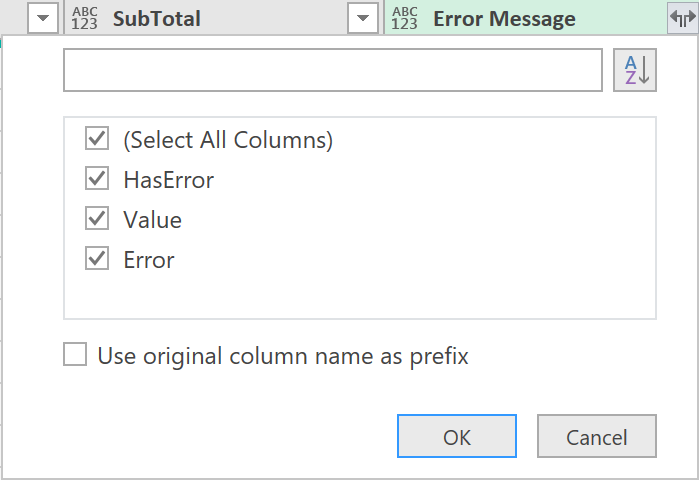 ABC
123 SubTotal
ABC
123 Error Message
A
Z
(Select All Columns)
HasError
Value
Error
Use original column name as prefix
OK
Cancel